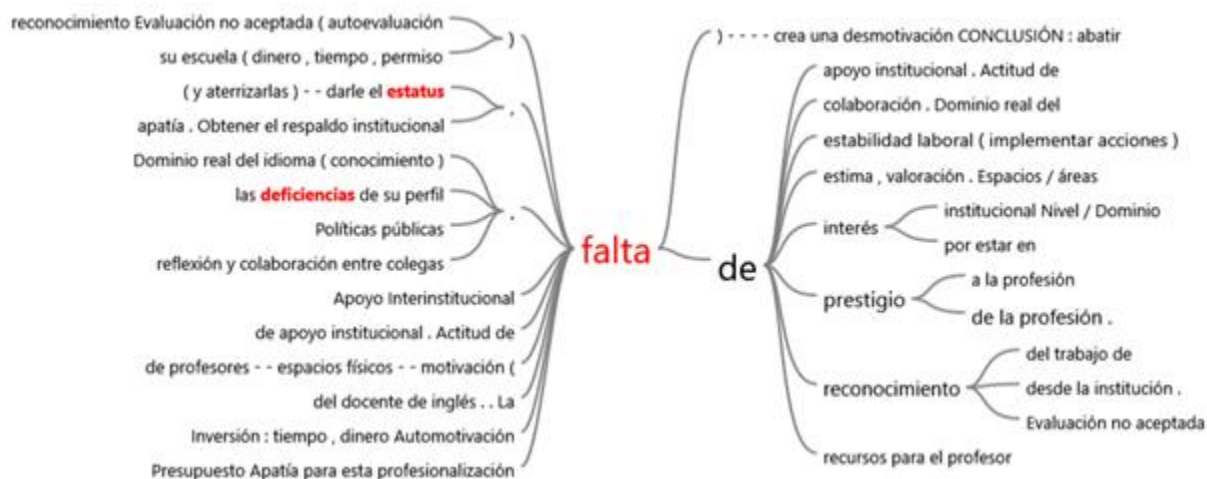 reconocimiento Evaluación no aceptada ( autoevaluación
su escuela ( dinero , tiempo , permiso
)
( y aterrizarlas ) - - darle el estatus
apatía . Obtener el respaldo institucional
,
Dominio real del idioma ( conocimiento )
las deficiencias de su perfil
Políticas públicas
reflexión y colaboración entre colegas
.
Apoyo Interinstitucional
de apoyo institucional . Actitud de
de profesores - - espacios físicos - - motivación (
del docente de inglés . . La
Inversión : tiempo , dinero Automotivación
Presupuesto Apatía para esta profesionalización
falta
) - - - - crea una desmotivación CONCLUSIÓN : abatir
de
apoyo institucional . Actitud de
colaboración . Dominio real del
estabilidad laboral ( implementar acciones )
estima , valoración . Espacios / áreas
interés
institucional Nivel / Dominio
por estar en
prestigio
a la profesión
de la profesión .
reconocimiento
del trabajo de
desde la institución .
Evaluación no aceptada
recursos para el profesor